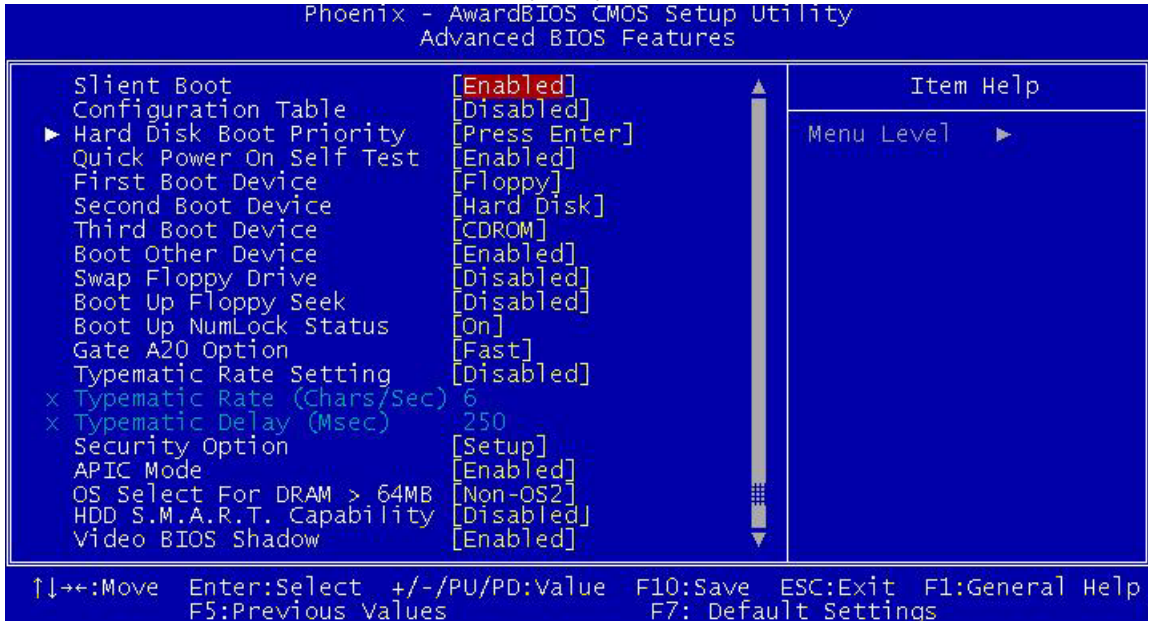 Phoenix - AwardBIOS CMOS Setup Utility
Advanced BIOS Features
Slient Boot [Enabled]
Configuration Table [Disabled]
▶ Hard Disk Boot Priority [Press Enter]
Quick Power On Self Test [Enabled]
First Boot Device [Floppy]
Second Boot Device [Hard Disk]
Third Boot Device [CDROM]
Boot Other Device [Enabled]
Swap Floppy Drive [Disabled]
Boot Up Floppy Seek [Disabled]
Boot Up NumLock Status [On]
Gate A20 Option [Fast]
Typematic Rate Setting [Disabled]
x Typematic Rate (Chars/Sec) 6
x Typematic Delay (Msec) 250
Security Option [Setup]
APIC Mode [Enabled]
OS Select For DRAM > 64MB [Non-OS2]
HDD S.M.A.R.T. Capability [Disabled]
Video BIOS Shadow [Enabled]
Item Help
Menu Level ▶
↑↓→←:Move Enter:Select +/-/PU/PD:Value F10:Save ESC:Exit F1:General Help
F5:Previous Values F7: Default Settings